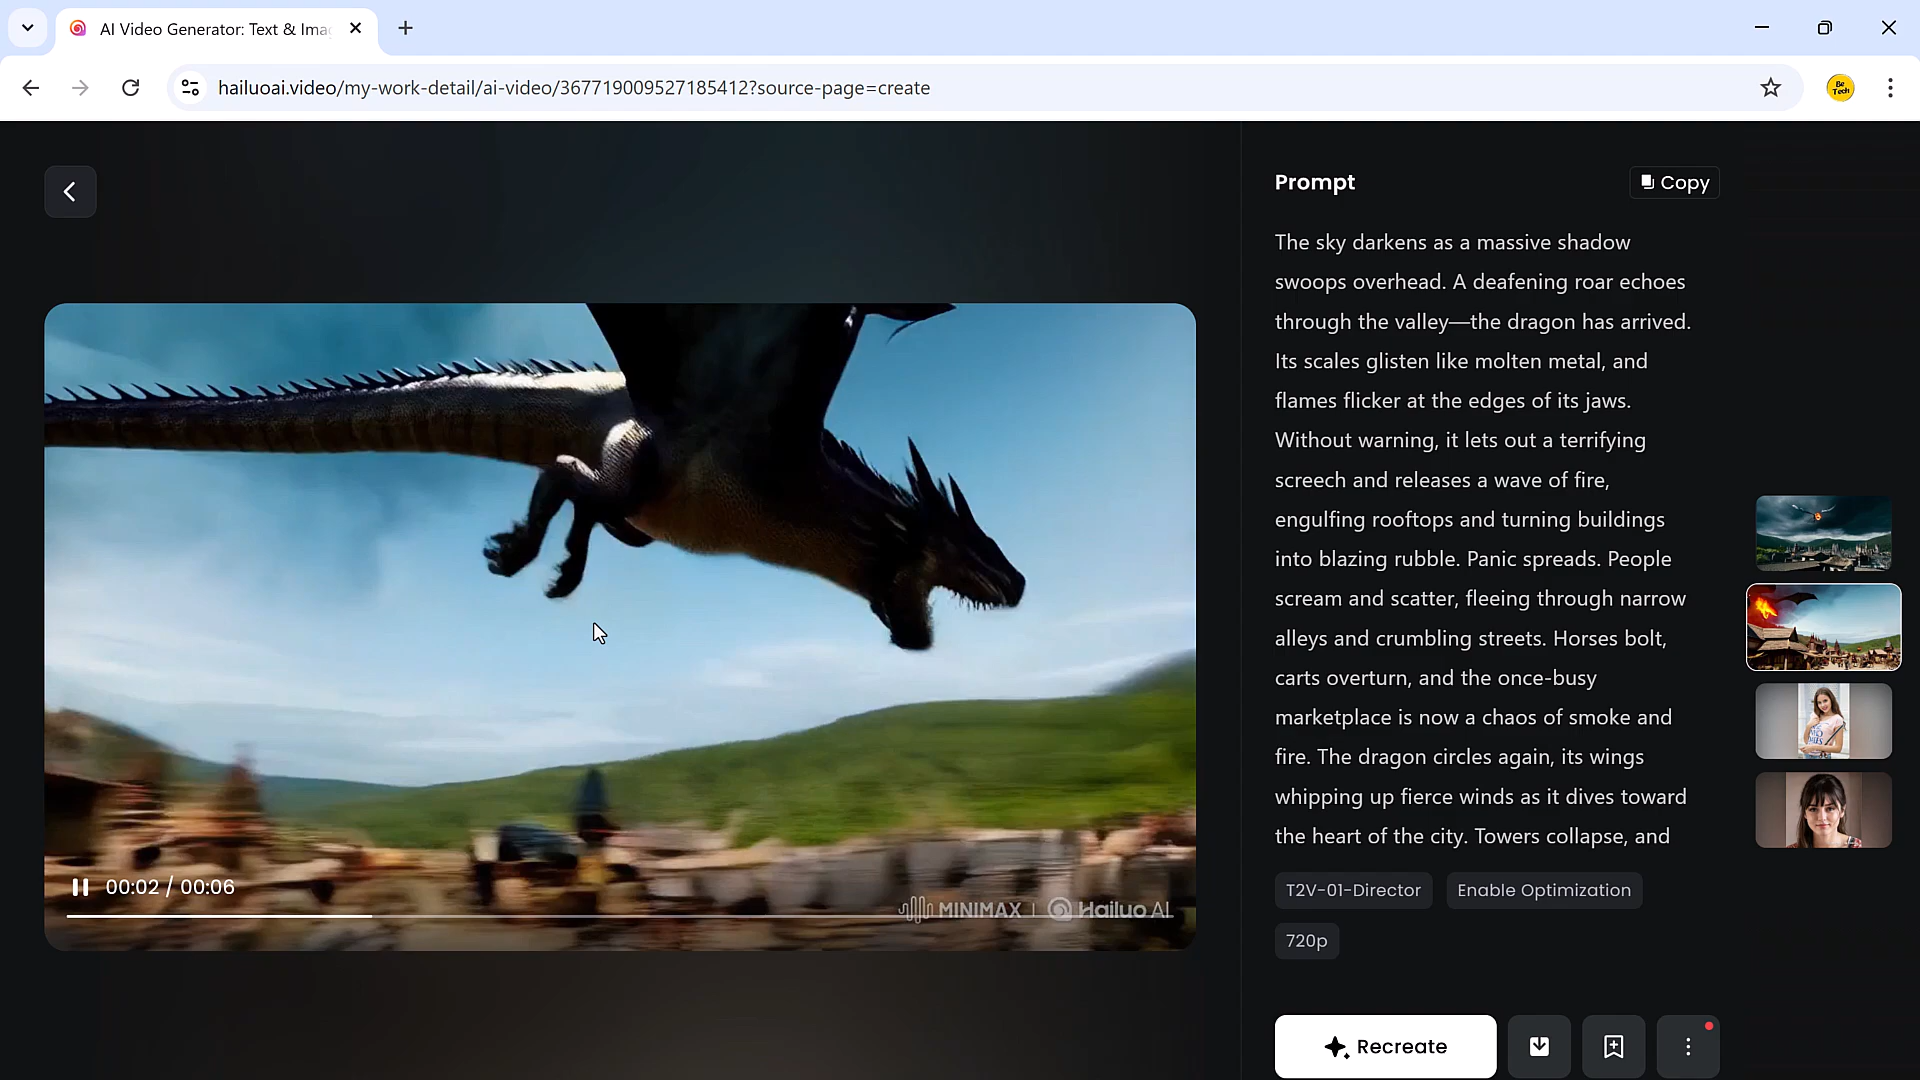 AI Video Generator: Text & Ima
hailuoai.video/my-work-detail/ai-video/367719009527185412?source-page=create
Be
Tech
Prompt
Copy
The sky darkens as a massive shadow
swoops overhead. A deafening roar echoes
through the valley—the dragon has arrived.
Its scales glisten like molten metal, and
flames flicker at the edges of its jaws.
Without warning, it lets out a terrifying
screech and releases a wave of fire,
engulfing rooftops and turning buildings
into blazing rubble. Panic spreads. People
scream and scatter, fleeing through narrow
alleys and crumbling streets. Horses bolt,
carts overturn, and the once-busy
marketplace is now a chaos of smoke and
fire. The dragon circles again, its wings
whipping up fierce winds as it dives toward
the heart of the city. Towers collapse, and
T2V-01-Director
Enable Optimization
720p
00:02 / 00:06
MINIMAX | Hailuo AI
Recreate